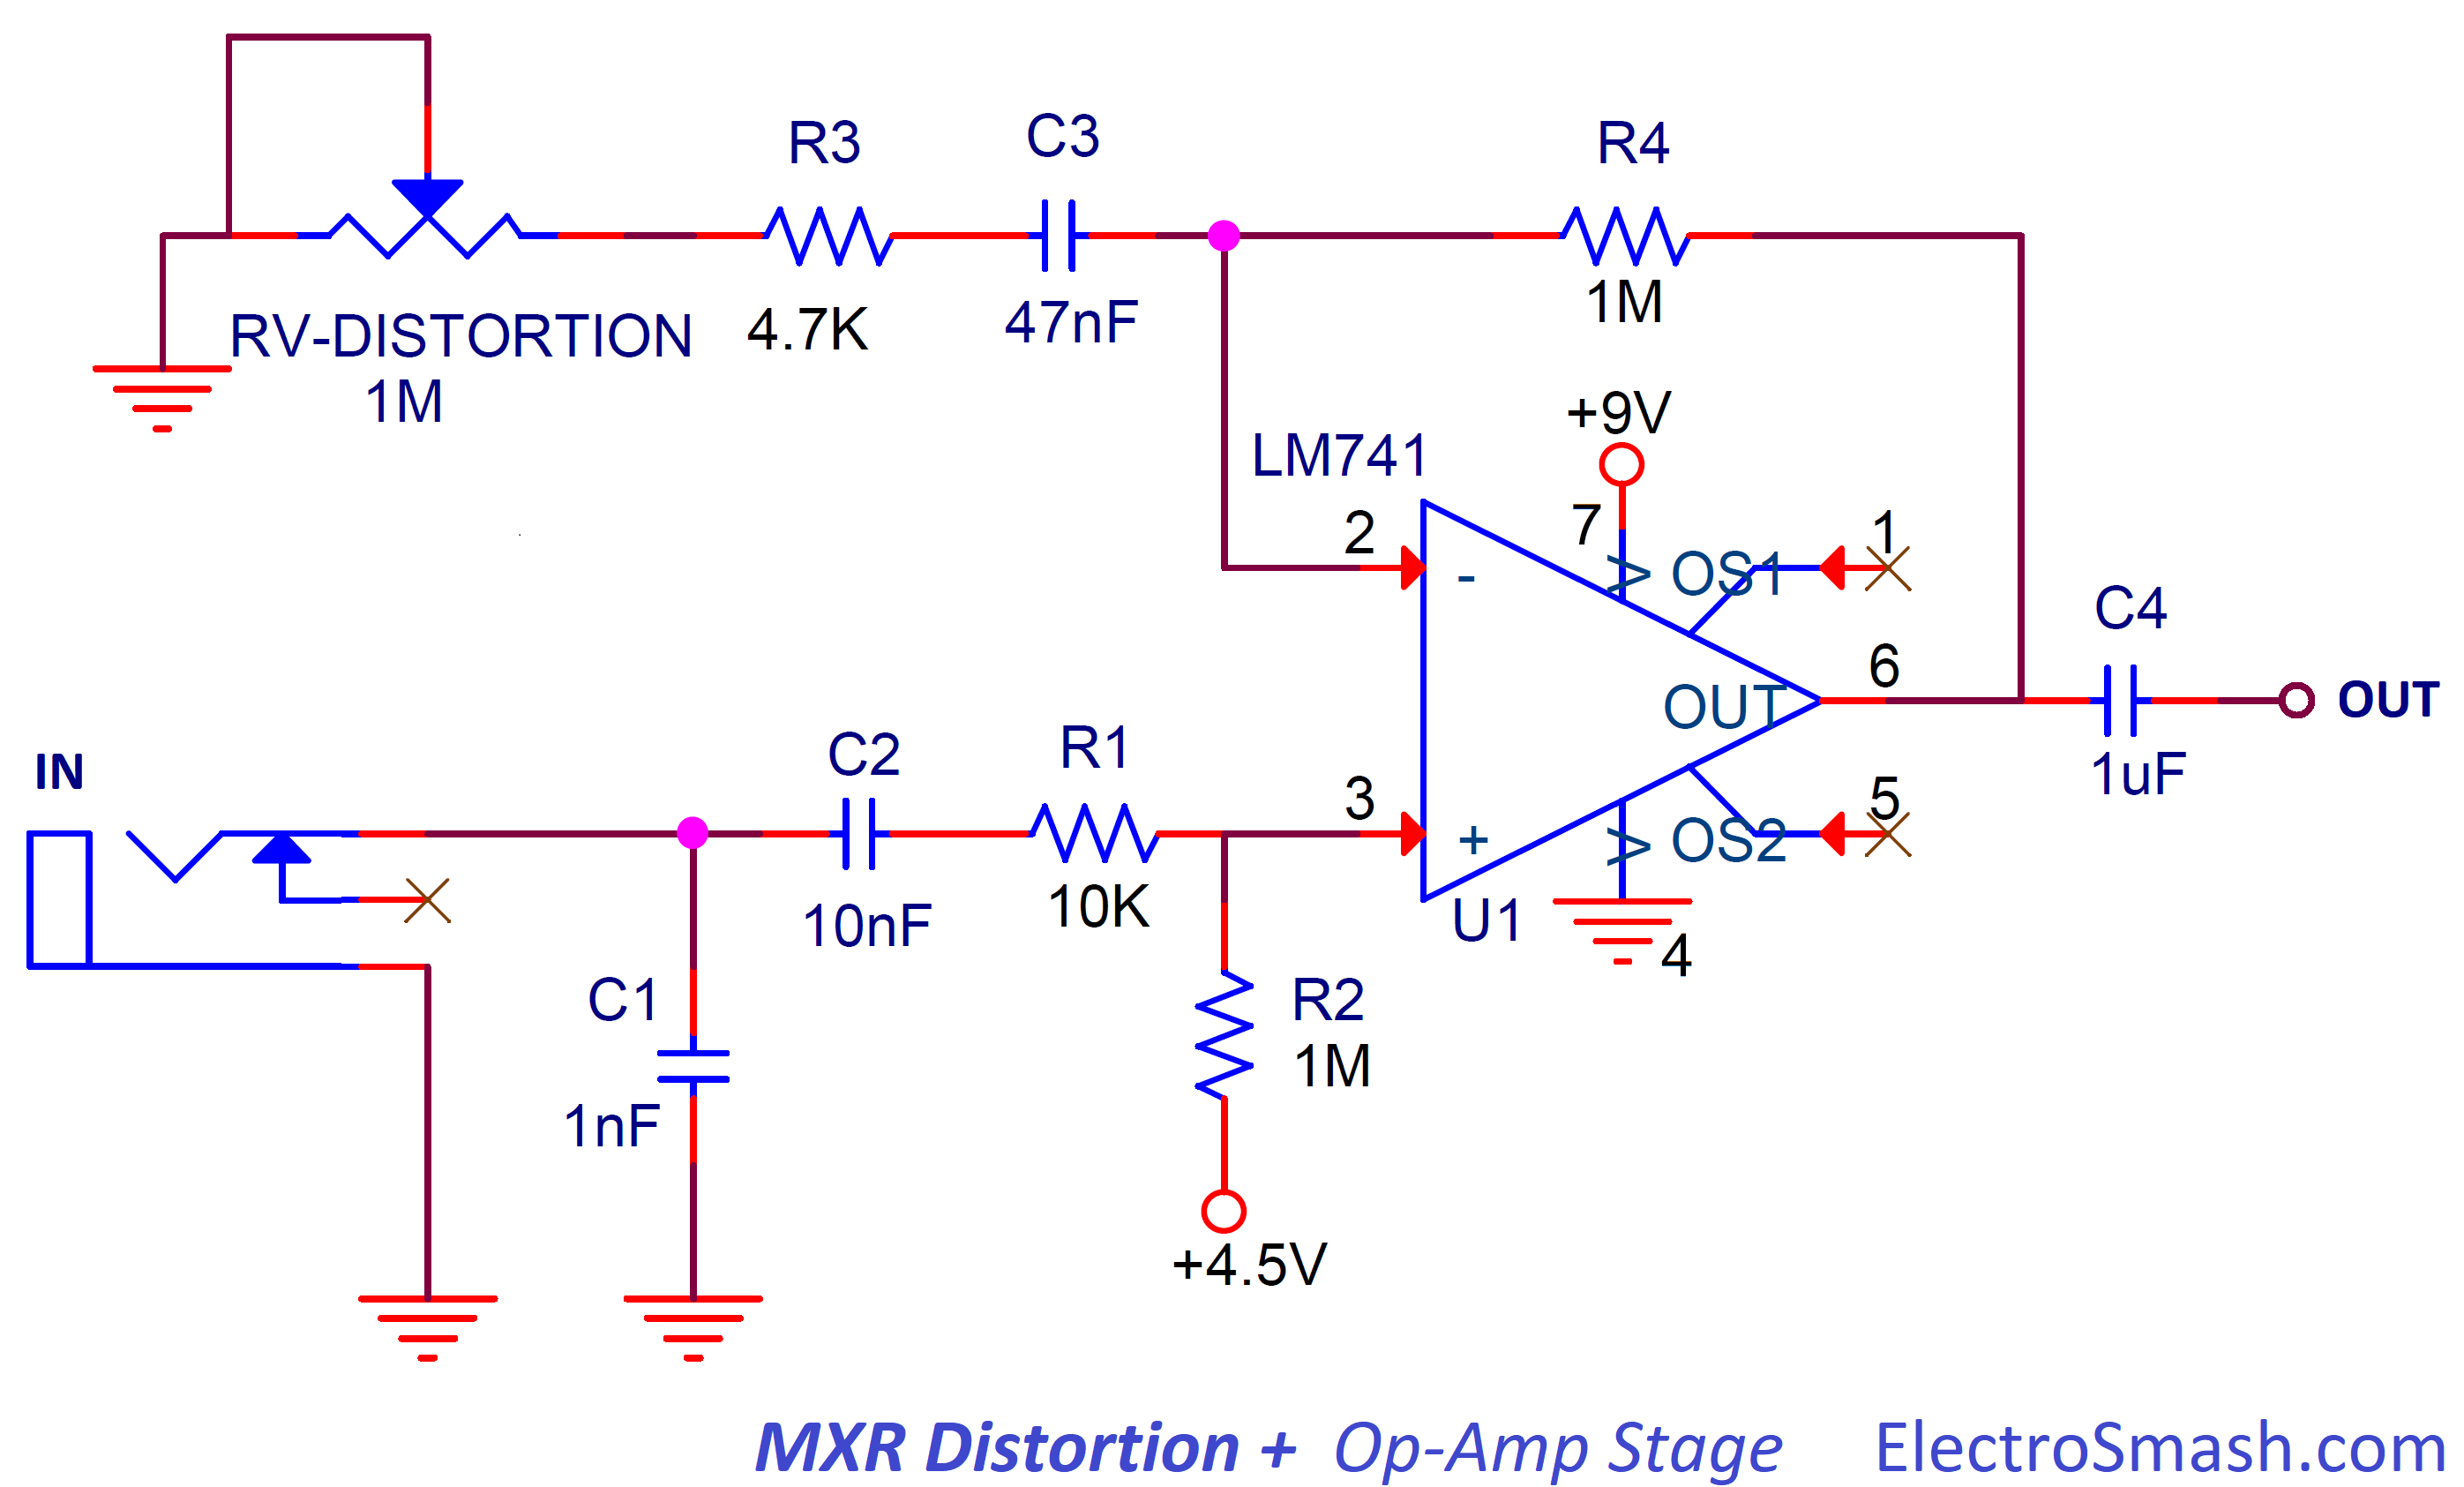 R3
C3
R4
RV-DISTORTION
1M
4.7K
47nF
1M
+9V
LM741
2
7
1
-
V
OS1
C4
6
OUT
OUT
1uF
IN
C2
R1
3
5
+
V
OS2
10nF
10K
U1
4
C1
R2
1M
1nF
+4.5V
MXR Distortion + Op-Amp Stage ElectroSmash.com